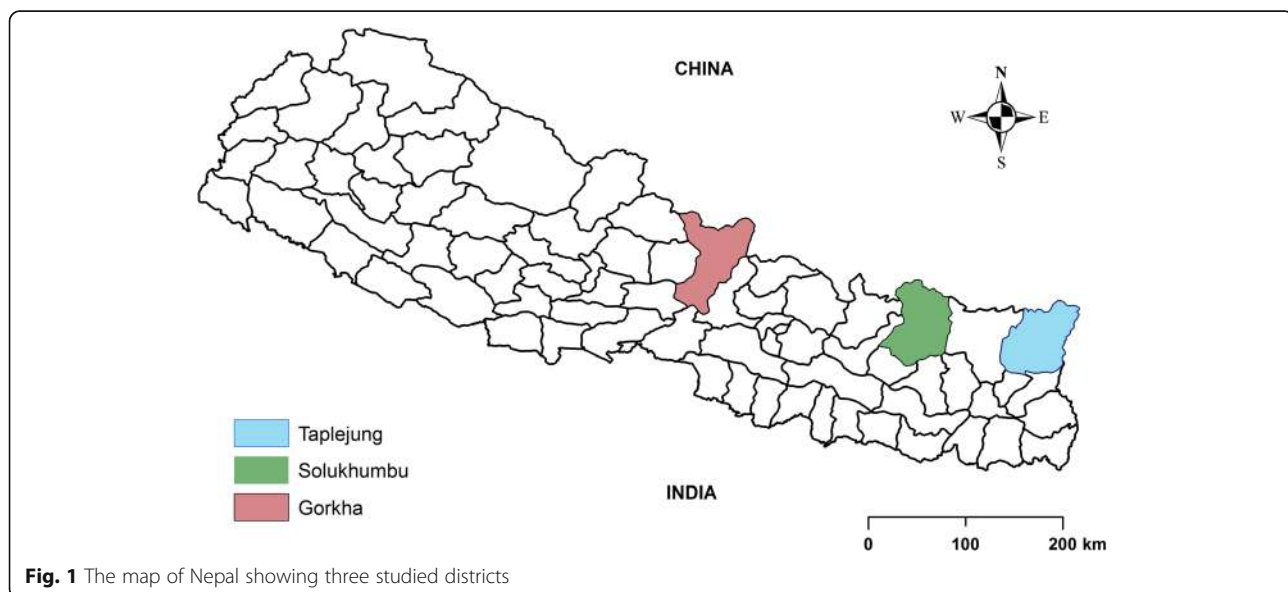 CHINA
N
W E
S
Taplejung
Solukhumbu
Gorkha
INDIA
0 100 200 km
Fig. 1 The map of Nepal showing three studied districts